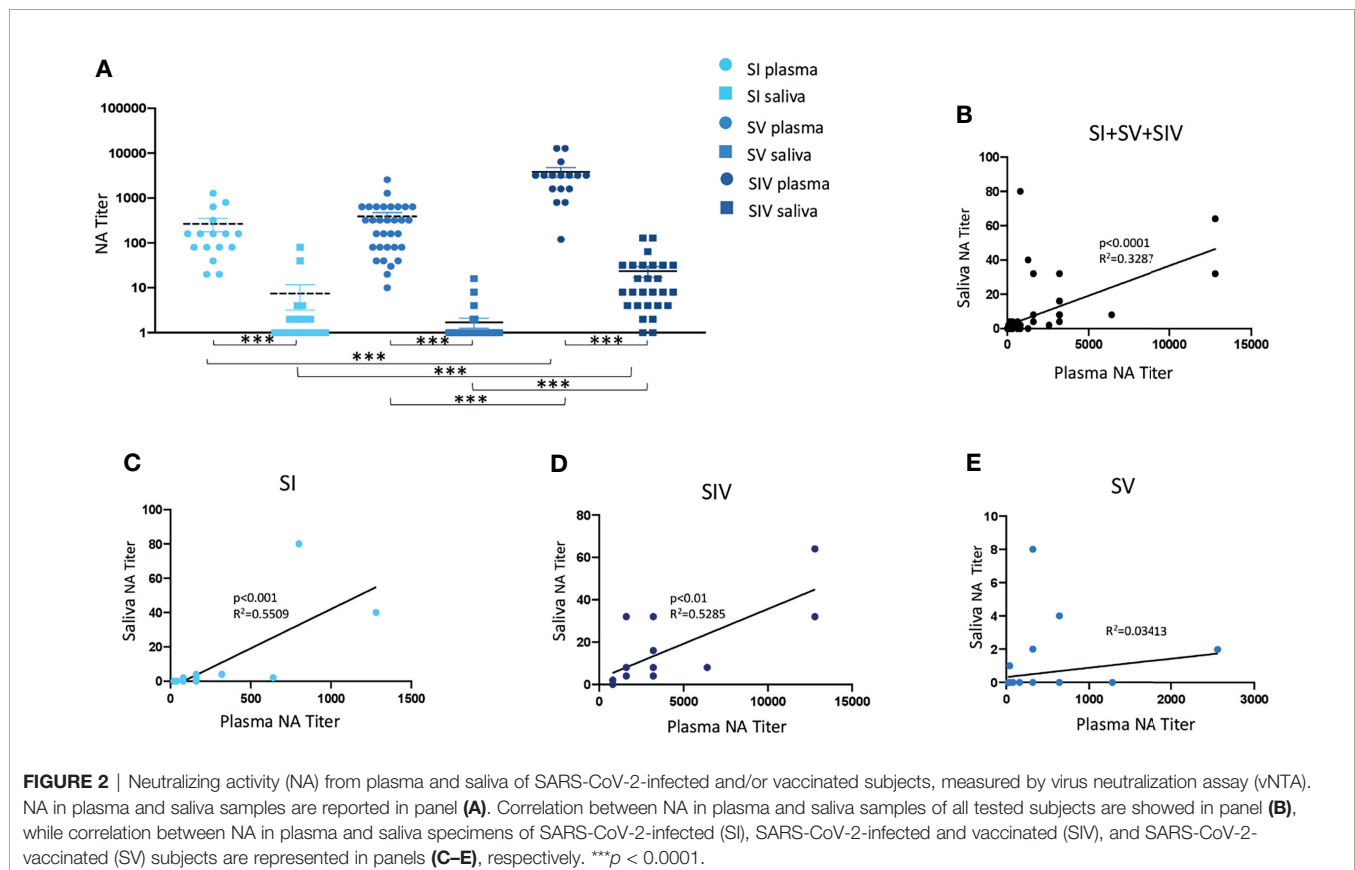 A
SI plasma
SI saliva
SV plasma
SV saliva
SIV plasma
SIV saliva
NA Titer
100000
10000
1000
100
10
1
***
***
***
***
***
***
***
B
SI+SV+SIV
Saliva NA Titer
100
80
60
40
20
0
p<0.0001
R²=0.3287
0
5000
10000
15000
Plasma NA Titer
C
SI
Saliva NA Titer
100
80
60
40
20
0
p<0.001
R²=0.5509
0
500
1000
1500
Plasma NA Titer
D
SIV
Saliva NA Titer
80
60
40
20
0
p<0.01
R²=0.5285
0
5000
10000
15000
Plasma NA Titer
E
SV
Saliva NA Titer
10
8
6
4
2
0
R²=0.03413
0
1000
2000
3000
Plasma NA Titer
FIGURE 2 | Neutralizing activity (NA) from plasma and saliva of SARS-CoV-2-infected and/or vaccinated subjects, measured by virus neutralization assay (vNTA).
NA in plasma and saliva samples are reported in panel (A). Correlation between NA in plasma and saliva samples of all tested subjects are showed in panel (B),
while correlation between NA in plasma and saliva specimens of SARS-CoV-2-infected (SI), SARS-CoV-2-infected and vaccinated (SIV), and SARS-CoV-2-
vaccinated (SV) subjects are represented in panels (C–E), respectively. ***p < 0.0001.